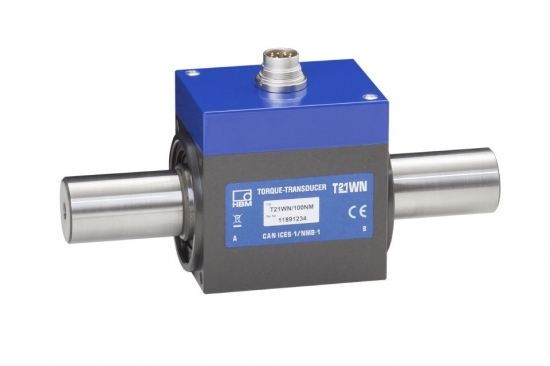 HBM
TORQUE-TRANSDUCER T21WN
T21WN/100NM
11891234
A
B
CAN ICES-1/NMB-1
CE